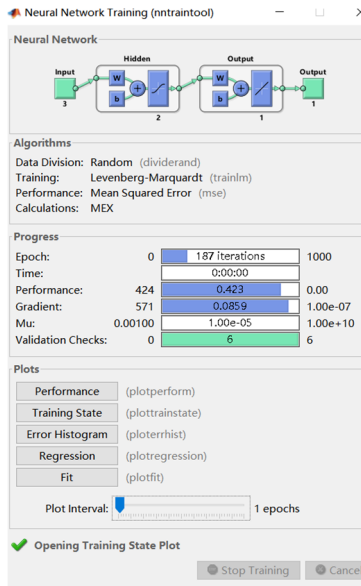 Neural Network Training (nntraintool)
Neural Network
Hidden Output
Input Output
W W
+ +
b b
3 1
2 1
Algorithms
Data Division: Random (dividerand)
Training: Levenberg-Marquardt (trainlm)
Performance: Mean Squared Error (mse)
Calculations: MEX
Progress
Epoch: 0 187 iterations 1000
Time: 0:00:00
Performance: 424 0.423 0.00
Gradient: 571 0.0859 1.00e-07
Mu: 0.00100 1.00e-05 1.00e+10
Validation Checks: 0 6 6
Plots
Performance (plotperform)
Training State (plottrainstate)
Error Histogram (ploterrhist)
Regression (plotregression)
Fit (plotfit)
Plot Interval: 1 epochs
Opening Training State Plot
Stop Training Cance